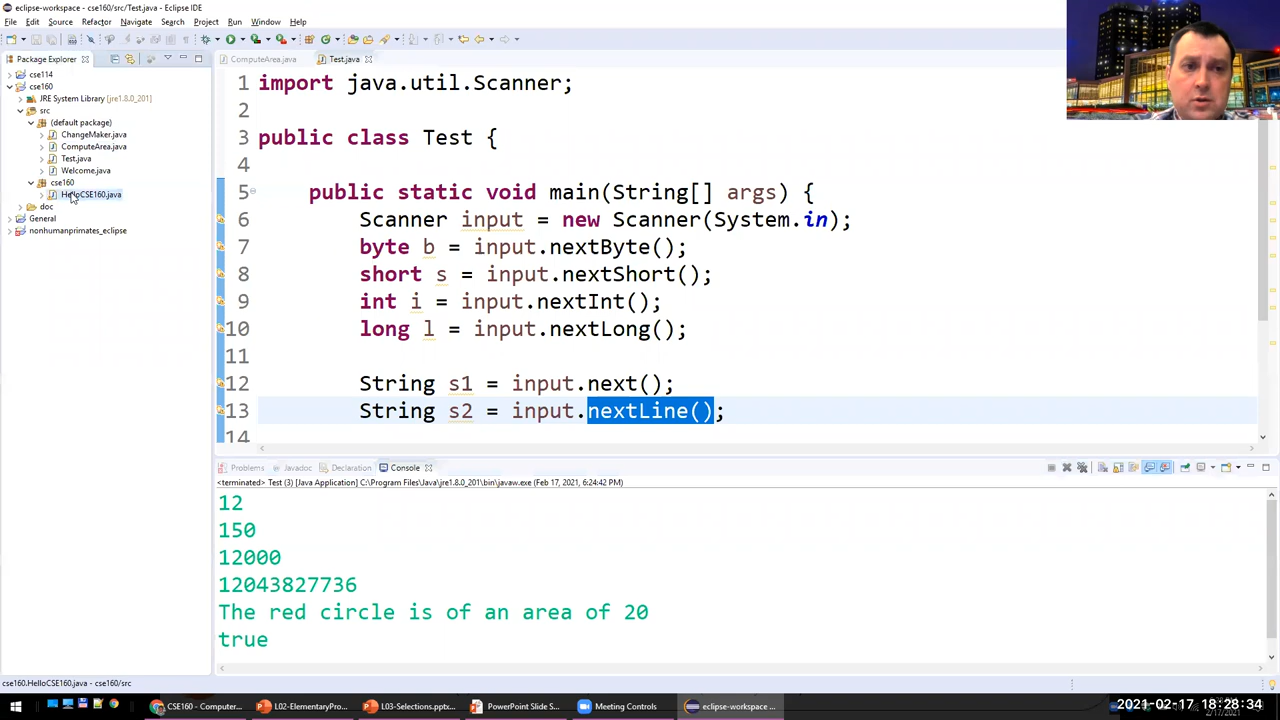 eclipse-workspace - cse160/src/Test.java - Eclipse IDE
File Edit Source Refactor Navigate Search Project Run Window Help
Package Explorer
ComputeArea.java
Test.java
cse114
cse160
JRE System Library [jre1.8.0_201]
src
(default package)
ChangeMaker.java
ComputeArea.java
Test.java
Welcome.java
cse160
HelloCSE160.java
doc
General
nonhumanprimates_eclipse
1 import java.util.Scanner;
2
3 public class Test {
4
5 public static void main(String[] args) {
6 Scanner input = new Scanner(System.in);
7 byte b = input.nextByte();
8 short s = input.nextShort();
9 int i = input.nextInt();
10 long l = input.nextLong();
11
12 String s1 = input.next();
13 String s2 = input.nextLine();
14
Problems Javadoc Declaration Console
<terminated> Test (3) [Java Application] C:\Program Files\Java\jre1.8.0_201\bin\javaw.exe (Feb 17, 2021, 6:24:42 PM)
12
150
12000
12043827736
The red circle is of an area of 20
true
cse160.HelloCSE160.java - cse160/src
CSE160 - Computer...
L02-ElementaryPro...
L03-Selections.pptx...
PowerPoint Slide S...
Meeting Controls
eclipse-workspace ...
2021-02-17 18:28:34